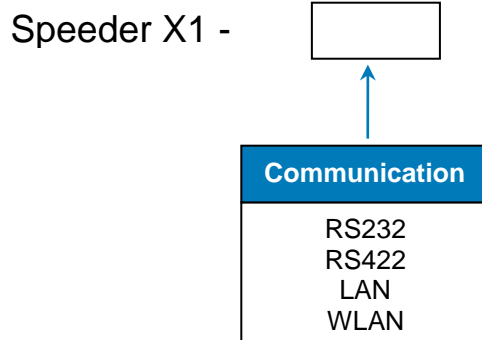 Speeder X1 -
Communication
RS232
RS422
LAN
WLAN